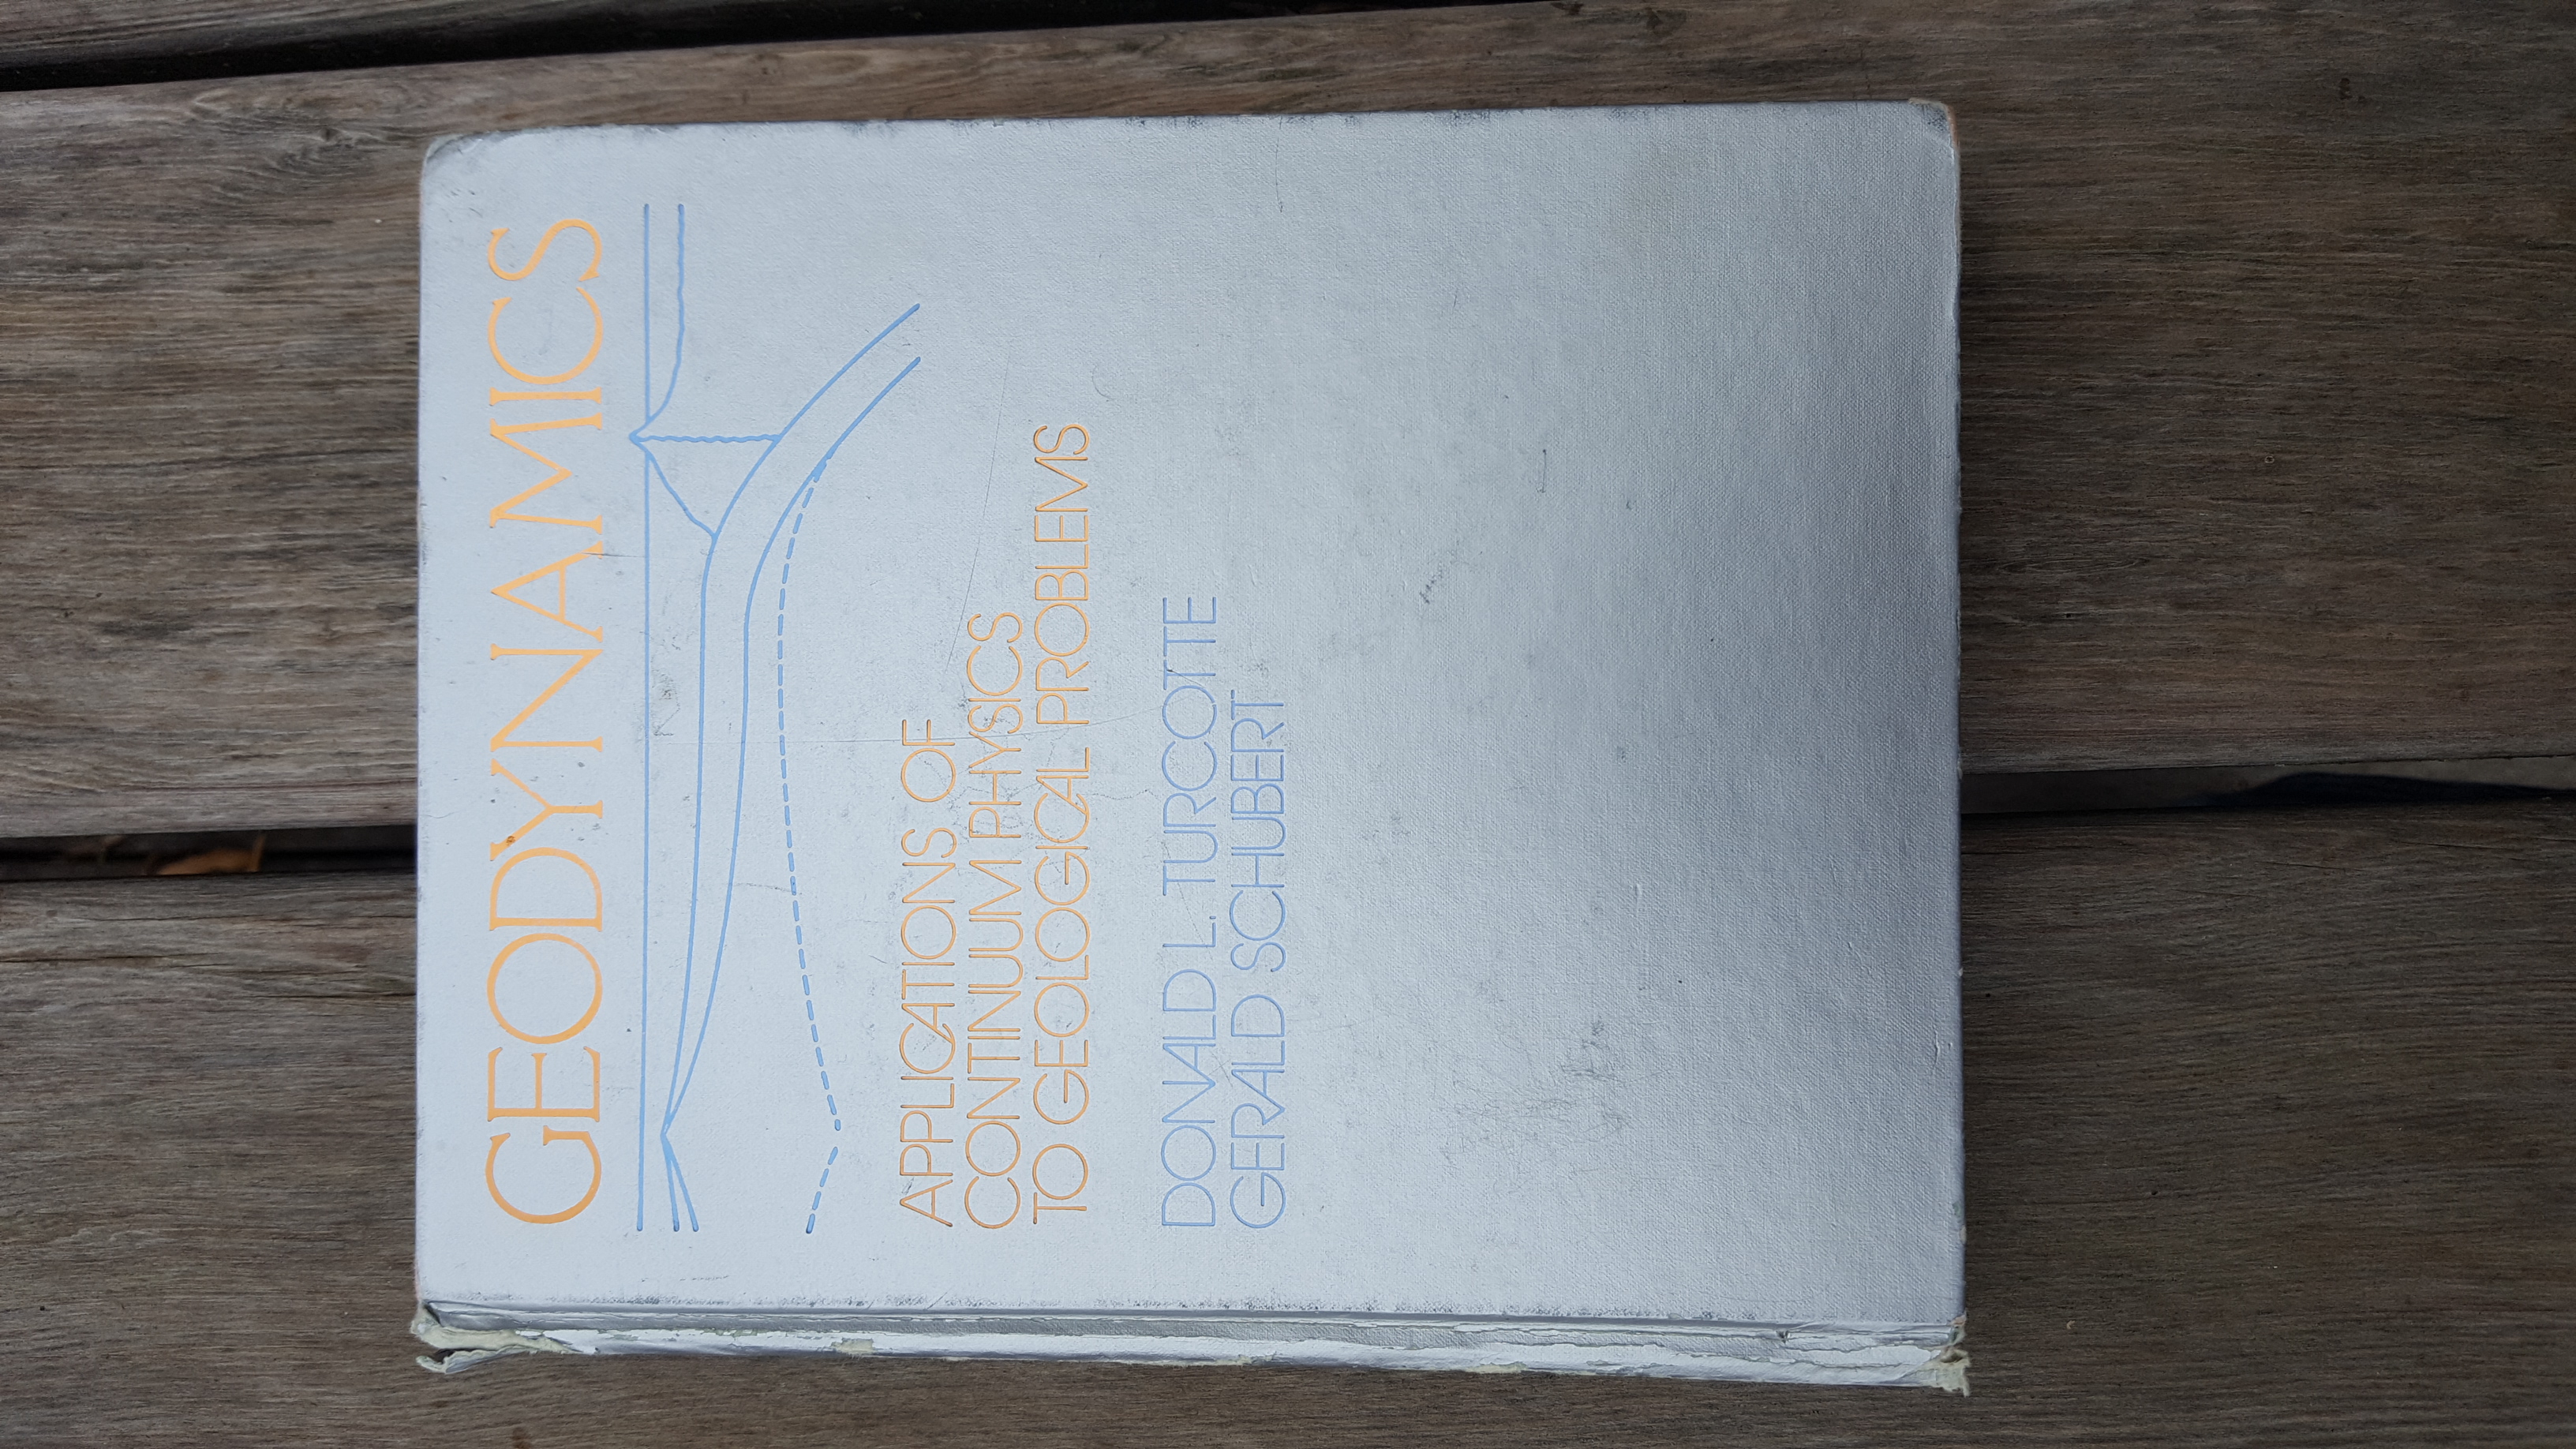 GEODYNAMICS
APPLICATIONS OF
CONTINUUM PHYSICS
TO GEOLOGICAL PROBLEMS
DONALD L. TURCOTTE
GERALD SCHUBERT